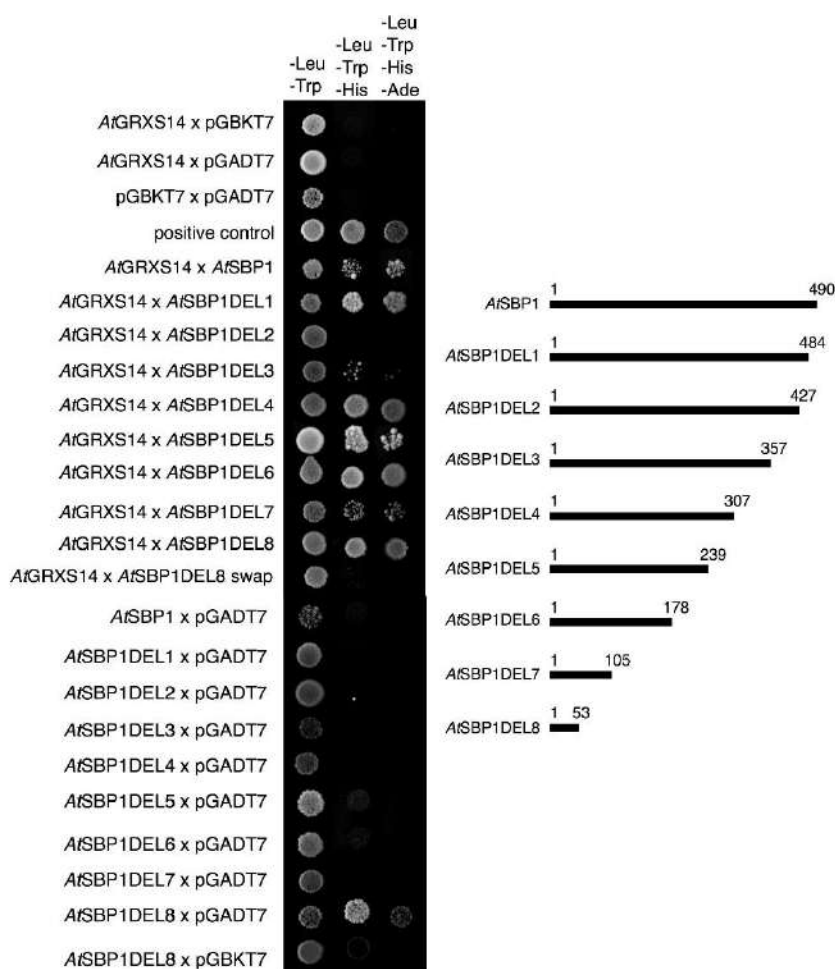 -Leu
-Trp
-Leu
-Trp
-His
-Leu
-Trp
-His
-Ade
AtGRXS14 x pGBKT7
AtGRXS14 x pGADT7
pGBKT7 x pGADT7
positive control
AtGRXS14 x AtSBP1
AtGRXS14 x AtSBP1DEL1
AtGRXS14 x AtSBP1DEL2
AtGRXS14 x AtSBP1DEL3
AtGRXS14 x AtSBP1DEL4
AtGRXS14 x AtSBP1DEL5
AtGRXS14 x AtSBP1DEL6
AtGRXS14 x AtSBP1DEL7
AtGRXS14 x AtSBP1DEL8
AtGRXS14 x AtSBP1DEL8 swap
AtSBP1 x pGADT7
AtSBP1DEL1 x pGADT7
AtSBP1DEL2 x pGADT7
AtSBP1DEL3 x pGADT7
AtSBP1DEL4 x pGADT7
AtSBP1DEL5 x pGADT7
AtSBP1DEL6 x pGADT7
AtSBP1DEL7 x pGADT7
AtSBP1DEL8 x pGADT7
AtSBP1DEL8 x pGBKT7
1 490
AtSBP1
1 484
AtSBP1DEL1
1 427
AtSBP1DEL2
1 357
AtSBP1DEL3
1 307
AtSBP1DEL4
1 239
AtSBP1DEL5
1 178
AtSBP1DEL6
1 105
AtSBP1DEL7
1 53
AtSBP1DEL8